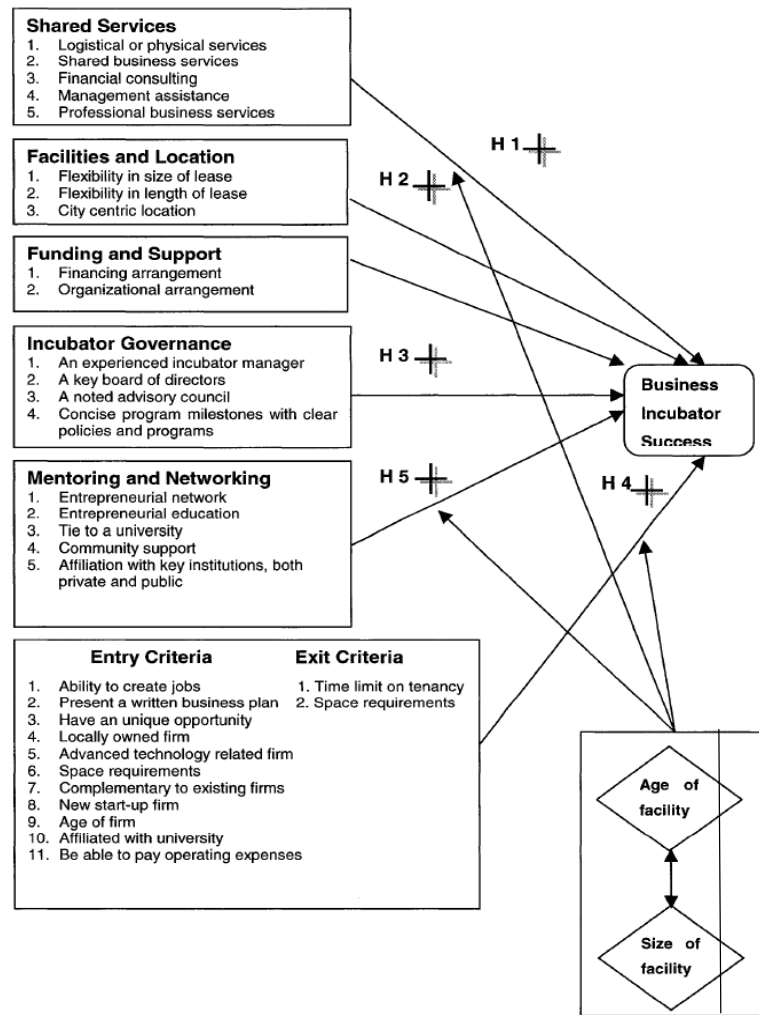 Shared Services
1. Logistical or physical services
2. Shared business services
3. Financial consulting
4. Management assistance
5. Professional business services
H 1
Facilities and Location
1. Flexibility in size of lease
2. Flexibility in length of lease
3. City centric location
H 2
Funding and Support
1. Financing arrangement
2. Organizational arrangement
Incubator Governance
1. An experienced incubator manager
2. A key board of directors
3. A noted advisory council
4. Concise program milestones with clear
policies and programs
H 3
Business
Incubator
Success
Mentoring and Networking
1. Entrepreneurial network
2. Entrepreneurial education
3. Tie to a university
4. Community support
5. Affiliation with key institutions, both
private and public
H 5
H 4
Entry Criteria
1. Ability to create jobs
2. Present a written business plan
3. Have an unique opportunity
4. Locally owned firm
5. Advanced technology related firm
6. Space requirements
7. Complementary to existing firms
8. New start-up firm
9. Age of firm
10. Affiliated with university
11. Be able to pay operating expenses
Exit Criteria
1. Time limit on tenancy
2. Space requirements
Age of
facility
Size of
facility